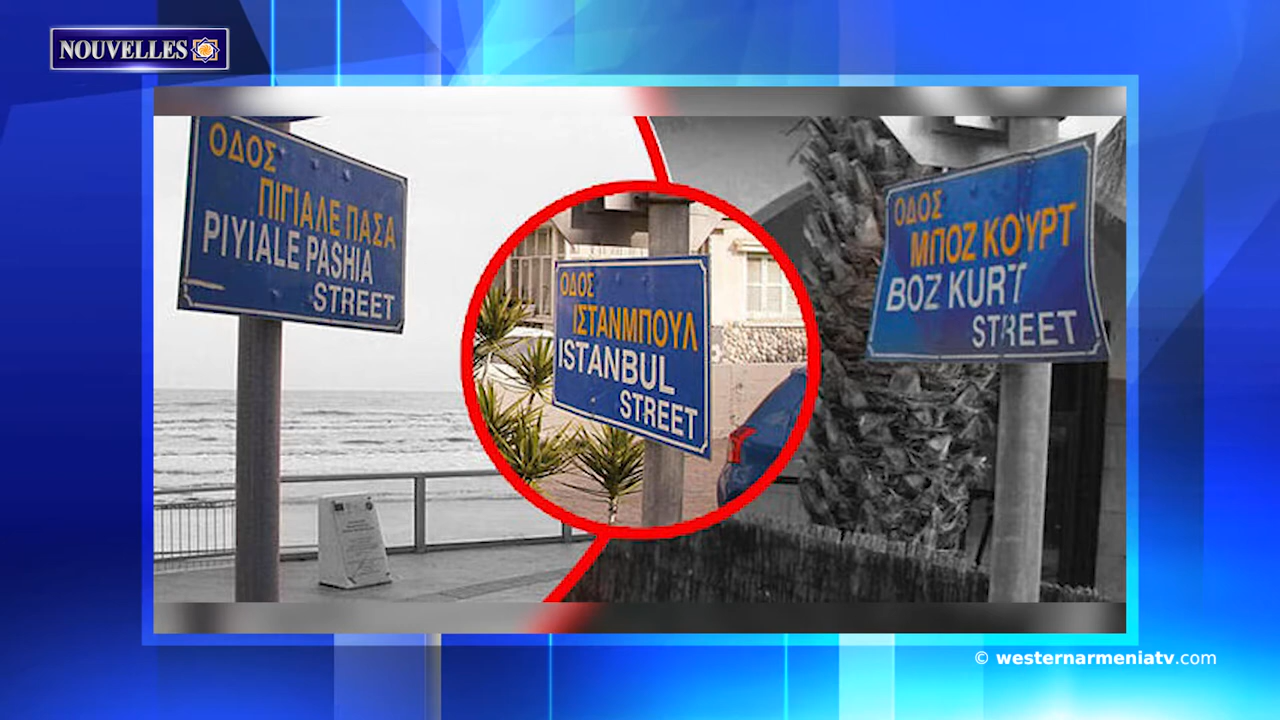 NOUVELLES
ΟΔΟΣ
ΠΙΓΙΑΛΕ ΠΑΣΑ
PIYIALE PASHIA
STREET
ΟΔΟΣ
ΙΣΤΑΝΜΠΟΥΛ
ISTANBUL
STREET
ΟΔΟΣ
ΜΠΟΖ ΚΟΥΡΤ
BOZ KURT
STREET
© westernarmeniatv.com